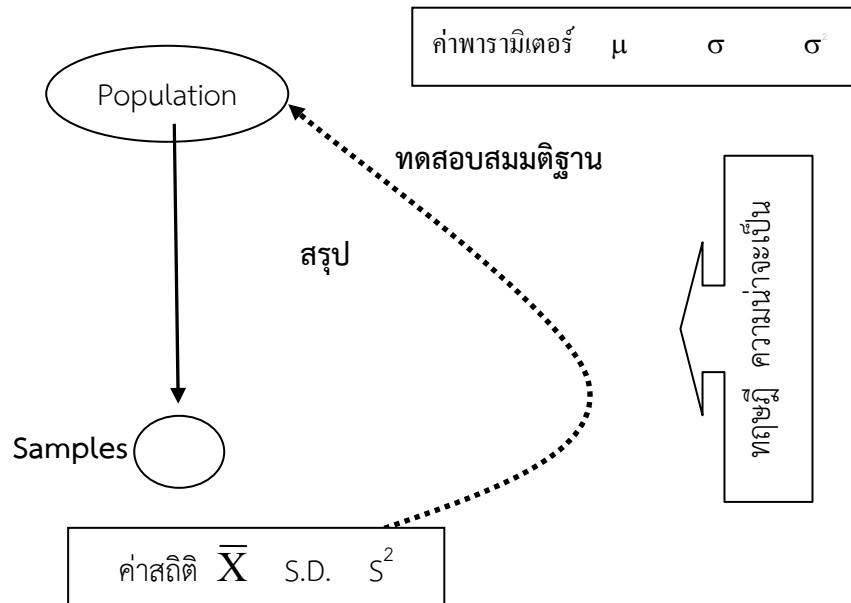 ค่าพารามิเตอร์ μ σ σ²
Population
ทดสอบสมมติฐาน
สรุป
ทฤษฎี ความน่าจะเป็น
Samples
ค่าสถิติ X̅ S.D. S²